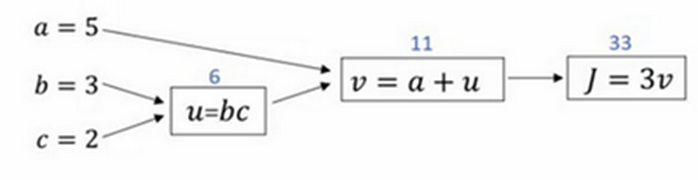 a = 5
b = 3
c = 2
6
u=bc
11
v = a + u
33
J = 3v